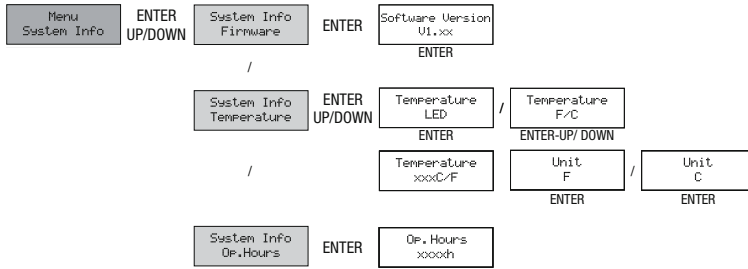 Menu
System Info
ENTER
UP/DOWN
System Info
Firmware
ENTER
Software Version
V1.xx
ENTER
/
System Info
Temperature
ENTER
UP/DOWN
Temperature
LED
ENTER
/
Temperature
F/C
ENTER-UP/ DOWN
/
Temperature
xxxC/F
Unit
F
ENTER
/
Unit
C
ENTER
System Info
Op.Hours
ENTER
Op.Hours
xxxxh